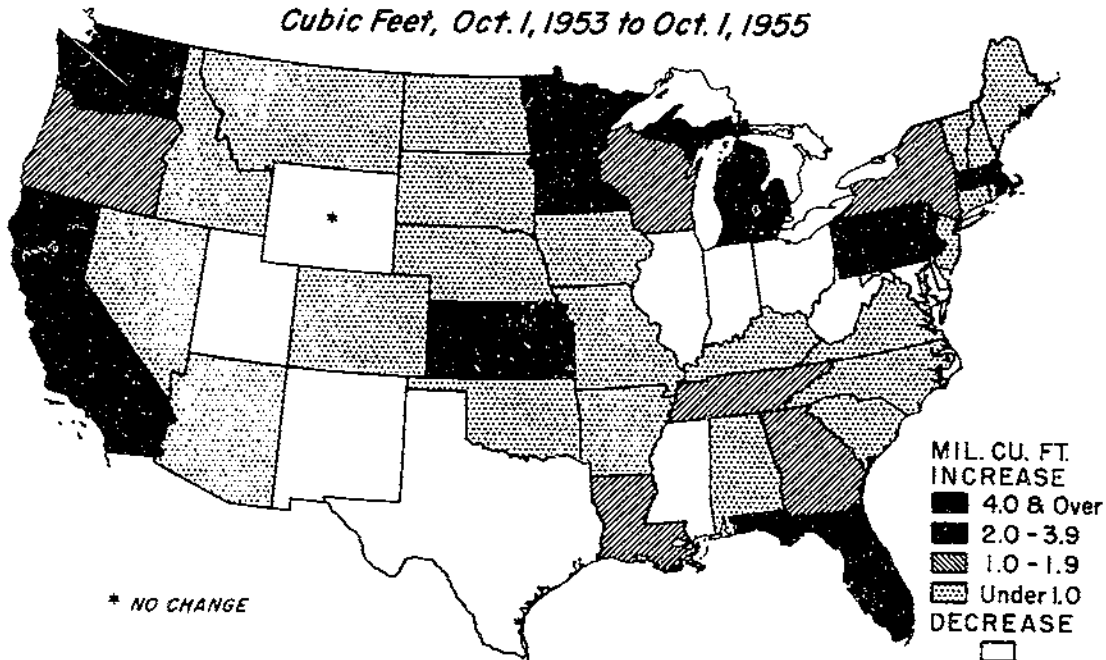 Cubic Feet, Oct. 1, 1953 to Oct. 1, 1955
*
* NO CHANGE
MIL. CU. FT.
INCREASE
4.0 & Over
2.0 - 3.9
1.0 - 1.9
Under 1.0
DECREASE